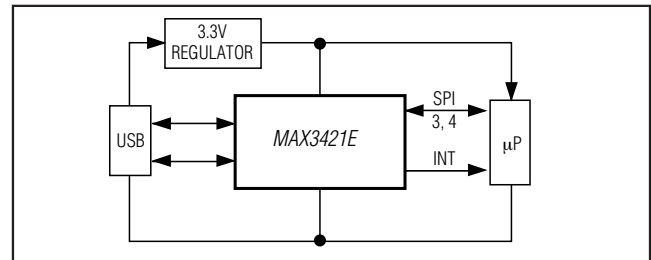 3.3V
REGULATOR
SPI
3, 4
USB
MAX3421E
µP
INT